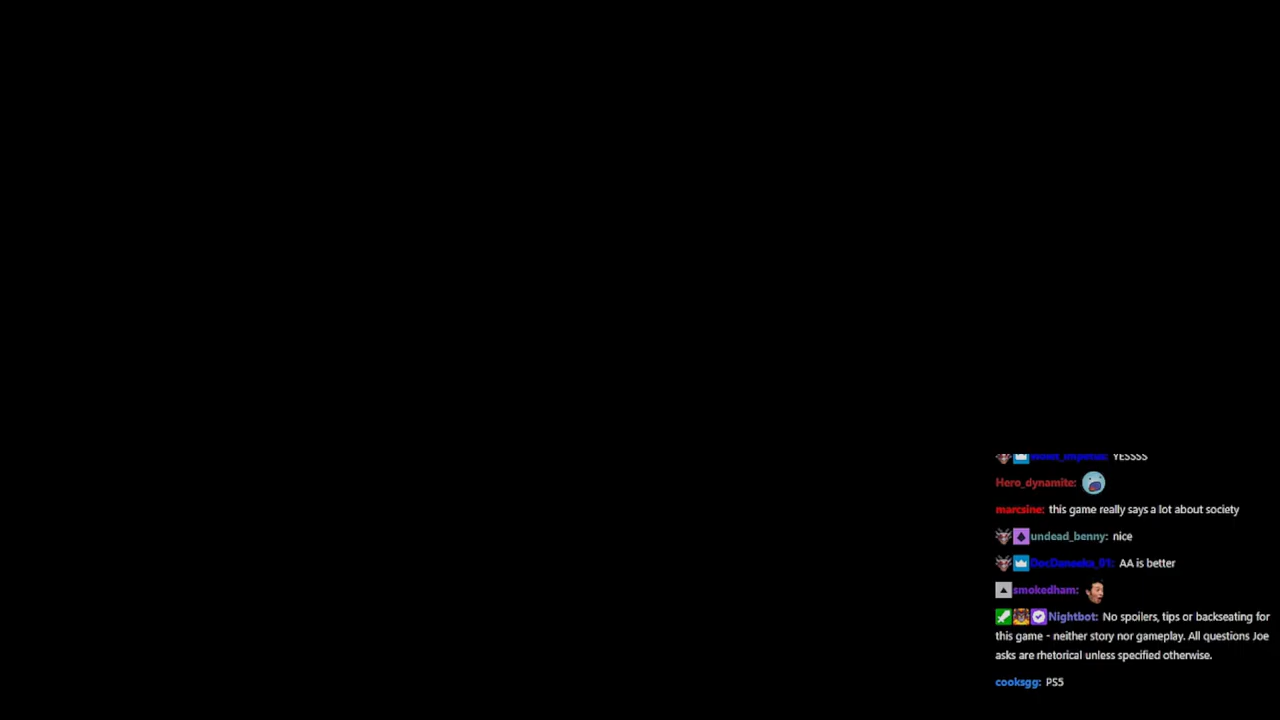 YESSSS
Hero_dynamite:
marcsine: this game really says a lot about society
undead_benny: nice
AA is better
smokedham:
Nightbot: No spoilers, tips or backseating for
this game - neither story nor gameplay. All questions Joe
asks are rhetorical unless specified otherwise.
cooksgg: PS5